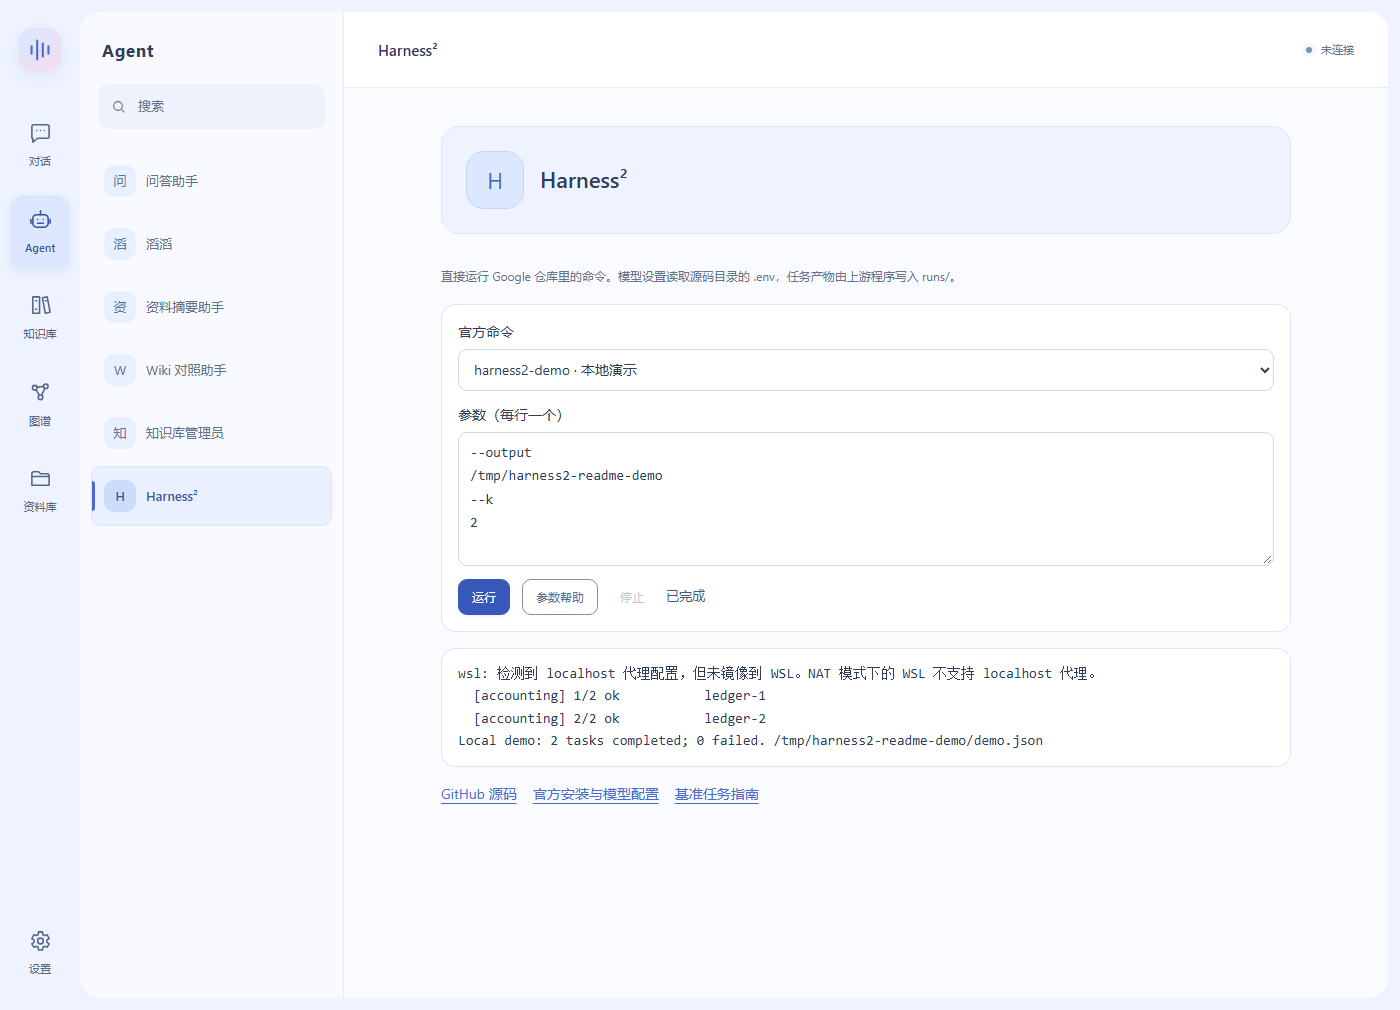 对话
Agent
知识库
图谱
资料库
设置
Agent
搜索
问 问答助手
滔 滔滔
资 资料摘要助手
W Wiki 对照助手
知 知识库管理员
H Harness²
Harness²
未连接
H Harness²
直接运行 Google 仓库里的命令。模型设置读取源码目录的 .env，任务产物由上游程序写入 runs/。
官方命令
harness2-demo · 本地演示
参数（每行一个）
--output
/tmp/harness2-readme-demo
--k
2
运行 参数帮助 停止 已完成
wsl: 检测到 localhost 代理配置，但未镜像到 WSL。NAT 模式下的 WSL 不支持 localhost 代理。
[accounting] 1/2 ok ledger-1
[accounting] 2/2 ok ledger-2
Local demo: 2 tasks completed; 0 failed. /tmp/harness2-readme-demo/demo.json
GitHub 源码 官方安装与模型配置 基准任务指南